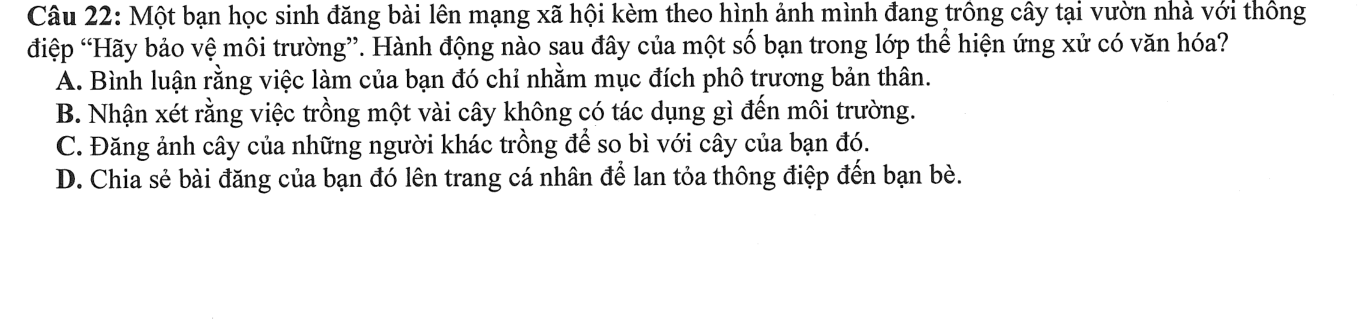 Câu 22: Một bạn học sinh đăng bài lên mạng xã hội kèm theo hình ảnh mình đang trồng cây tại vườn nhà với thông
điệp “Hãy bảo vệ môi trường”. Hành động nào sau đây của một số bạn trong lớp thể hiện ứng xử có văn hóa?
A. Bình luận rằng việc làm của bạn đó chỉ nhằm mục đích phô trương bản thân.
B. Nhận xét rằng việc trồng một vài cây không có tác dụng gì đến môi trường.
C. Đăng ảnh cây của những người khác trồng để so bì với cây của bạn đó.
D. Chia sẻ bài đăng của bạn đó lên trang cá nhân để lan tỏa thông điệp đến bạn bè.